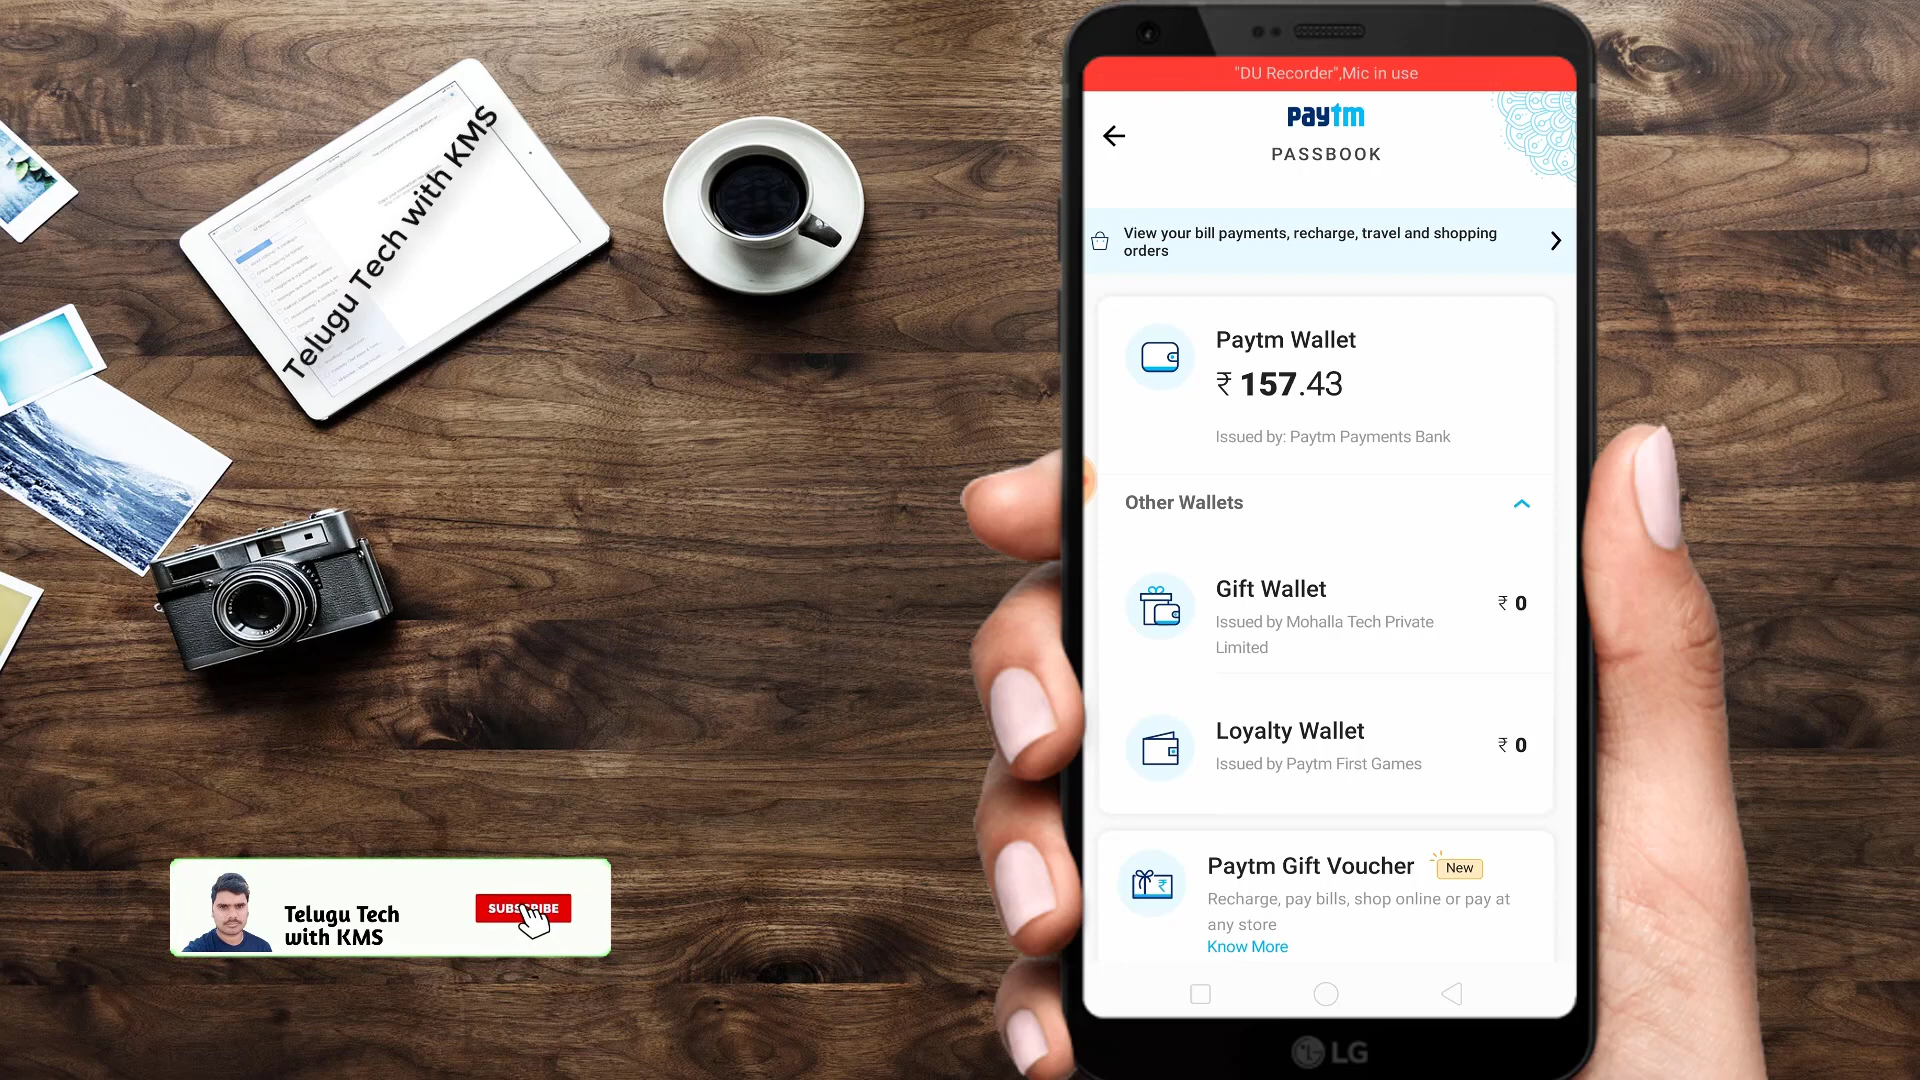 Telugu Tech with KMS
"DU Recorder",Mic in use
paytm
PASSBOOK
View your bill payments, recharge, travel and shopping
orders
Paytm Wallet
₹ 157.43
Issued by: Paytm Payments Bank
Other Wallets
Gift Wallet
₹ 0
Issued by Mohalla Tech Private
Limited
Loyalty Wallet
₹ 0
Issued by Paytm First Games
Paytm Gift Voucher
New
Recharge, pay bills, shop online or pay at
any store
Know More
LG
Telugu Tech
with KMS
SUBSCRIBE